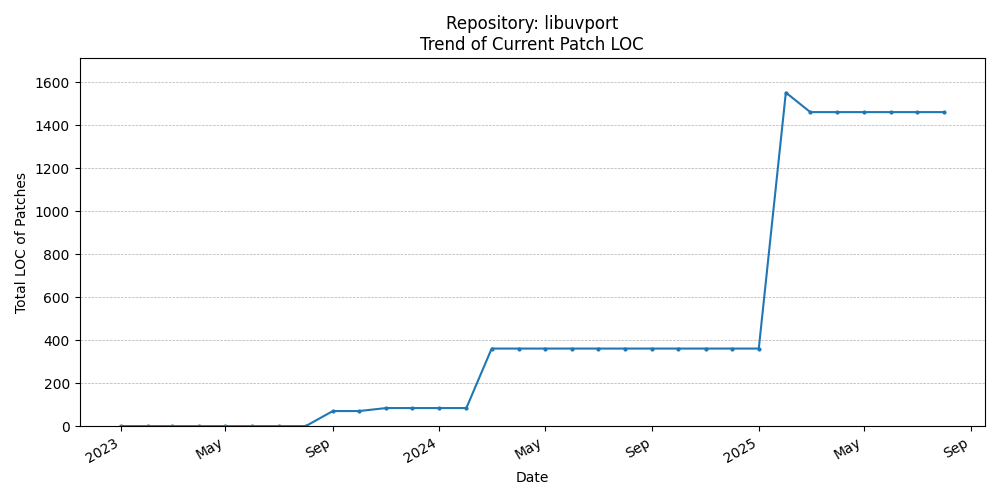 Repository: libuvport
Trend of Current Patch LOC
Total LOC of Patches
1600
1400
1200
1000
800
600
400
200
0
2023
May
Sep
2024
May
Sep
2025
May
Sep
Date